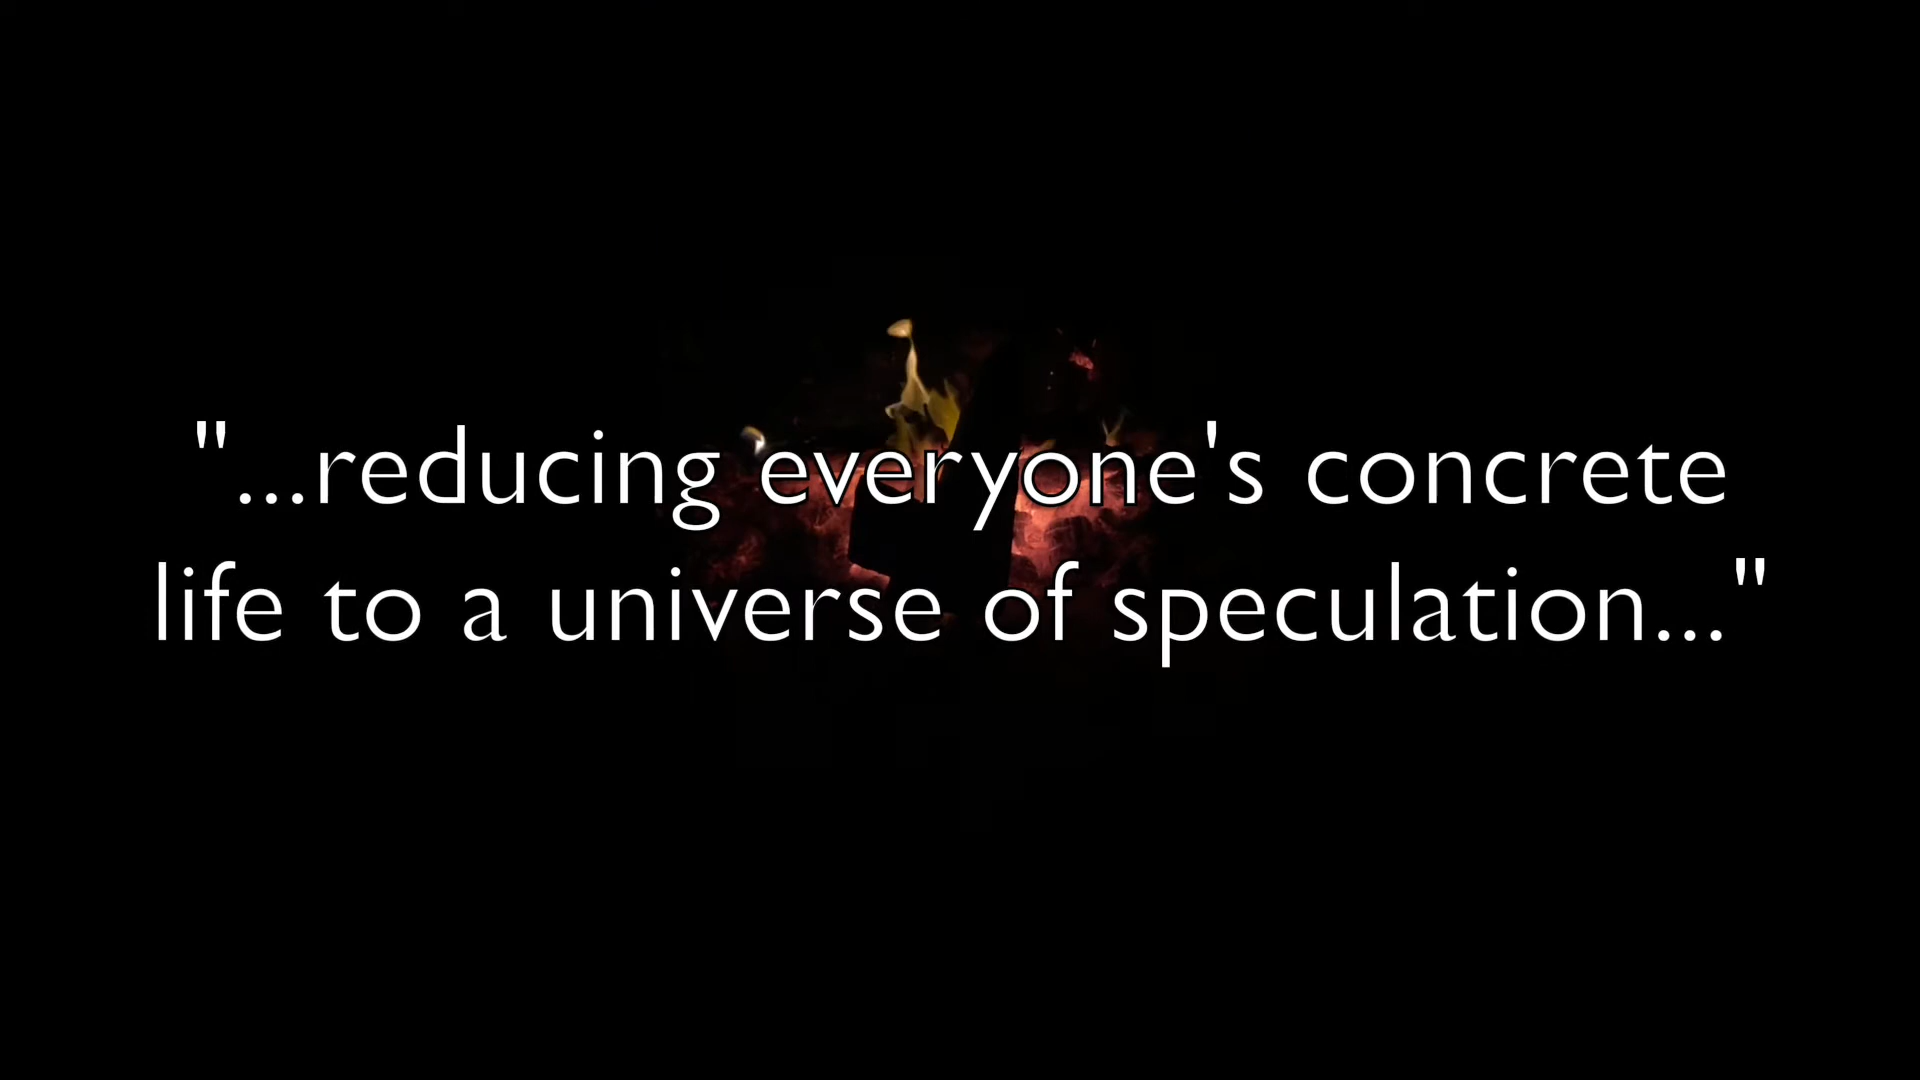 "...reducing everyone's concrete
life to a universe of speculation..."